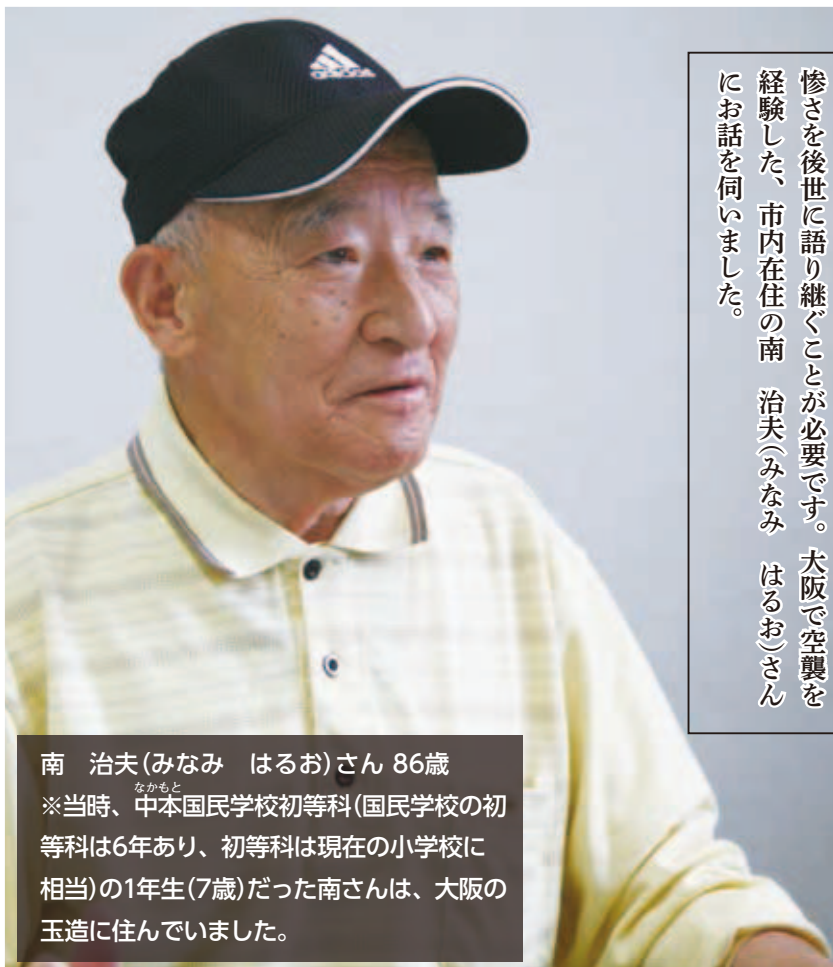 惨さを後世に語り継ぐことが必要です。大阪で空襲を
経験した、市内在住の南　治夫（みなみ　はるお）さん
にお話を伺いました。
adidas
南　治夫（みなみ　はるお）さん 86歳
なかもと
※当時、中本国民学校初等科（国民学校の初
等科は6年あり、初等科は現在の小学校に
相当）の1年生（7歳）だった南さんは、大阪の
玉造に住んでいました。